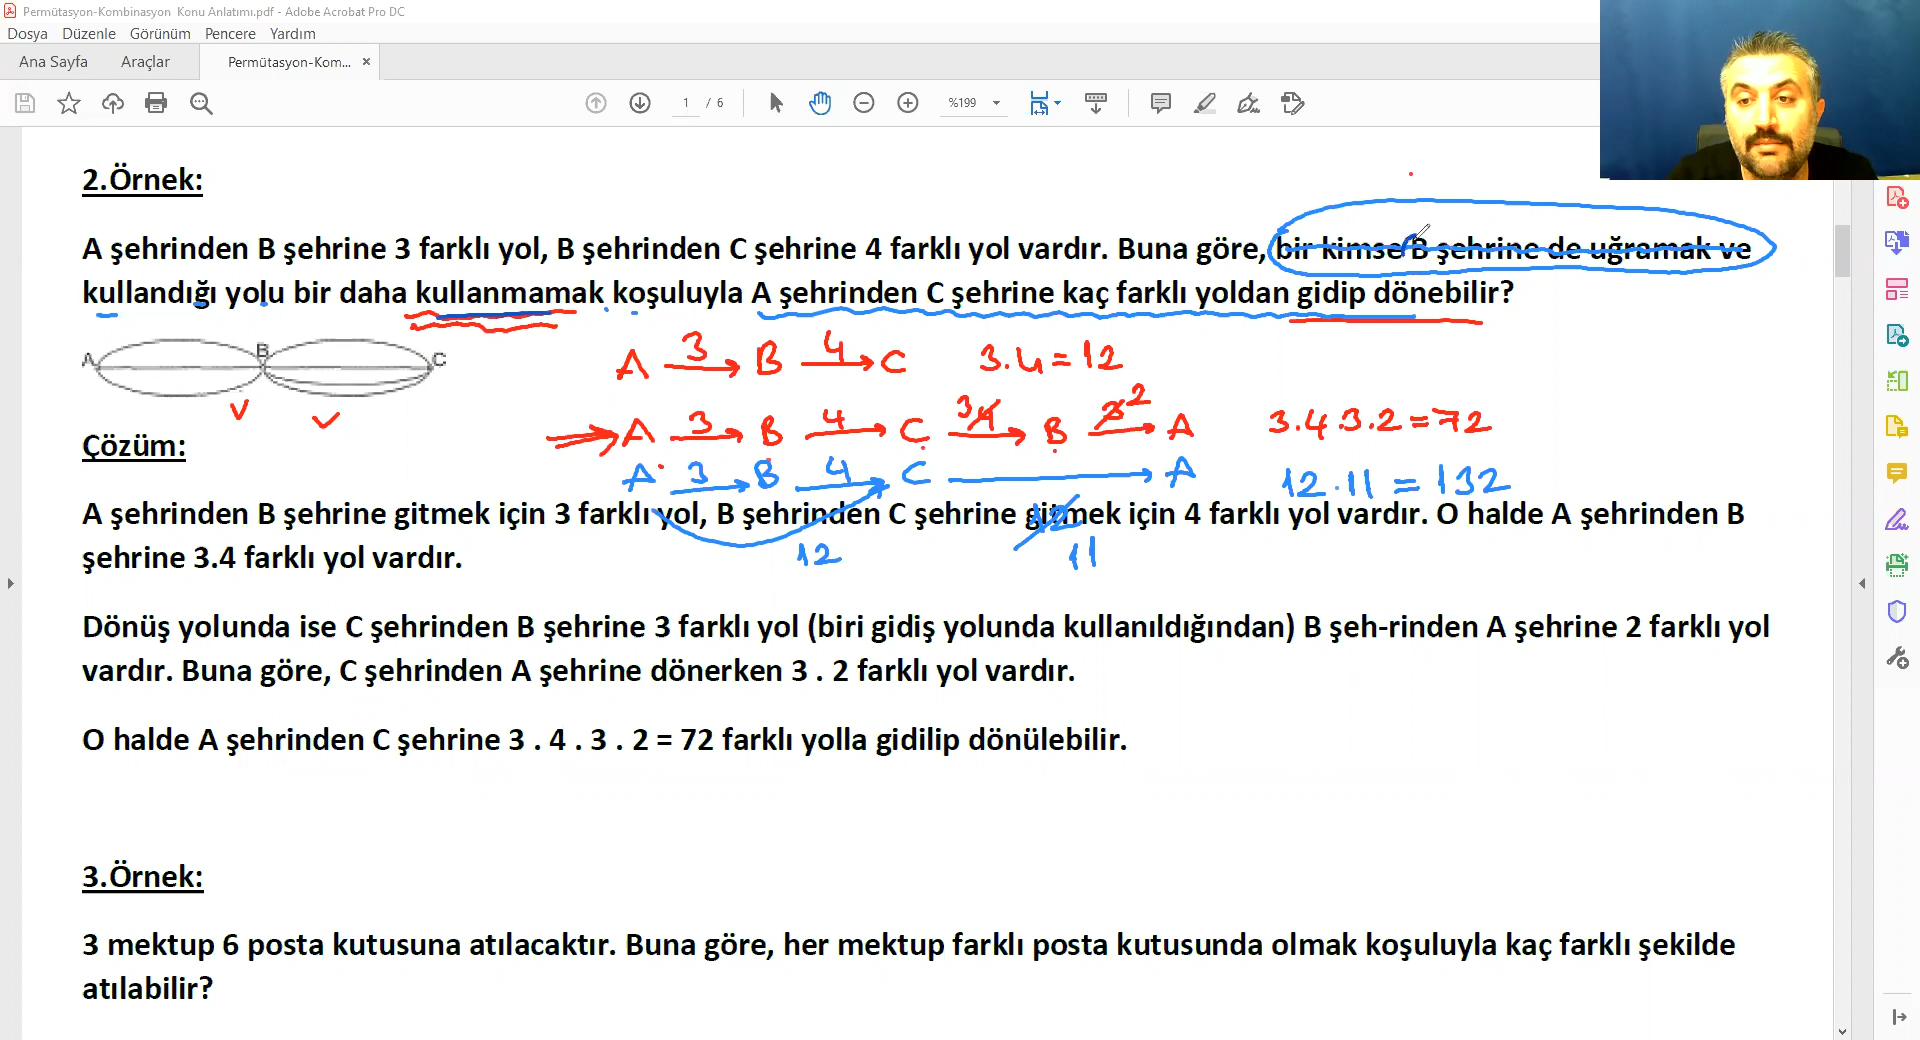 Permütasyon-Kombinasyon Konu Anlatımı.pdf - Adobe Acrobat Pro DC
Dosya Düzenle Görünüm Pencere Yardım
Ana Sayfa Araçlar Permütasyon-Kom... ×
1 / 6 %199
2.Örnek:
A şehrinden B şehrine 3 farklı yol, B şehrinden C şehrine 4 farklı yol vardır. Buna göre, bir kimse B şehrine de uğramak ve
kullandığı yolu bir daha kullanmamak koşuluyla A şehrinden C şehrine kaç farklı yoldan gidip dönebilir?
A B C
A 3 B 4 C 3.4=12
A 3 B 4 C 4 3 B 3 2 A 3.4.3.2=72
Çözüm:
A 3 B 4 C A 12.11=132
A şehrinden B şehrine gitmek için 3 farklı yol, B şehrinden C şehrine gitmek için 4 farklı yol vardır. O halde A şehrinden B
12 12 11
şehrine 3.4 farklı yol vardır.
Dönüş yolunda ise C şehrinden B şehrine 3 farklı yol (biri gidiş yolunda kullanıldığından) B şeh-rinden A şehrine 2 farklı yol
vardır. Buna göre, C şehrinden A şehrine dönerken 3 . 2 farklı yol vardır.
O halde A şehrinden C şehrine 3 . 4 . 3 . 2 = 72 farklı yolla gidilip dönülebilir.
3.Örnek:
3 mektup 6 posta kutusuna atılacaktır. Buna göre, her mektup farklı posta kutusunda olmak koşuluyla kaç farklı şekilde
atılabilir?